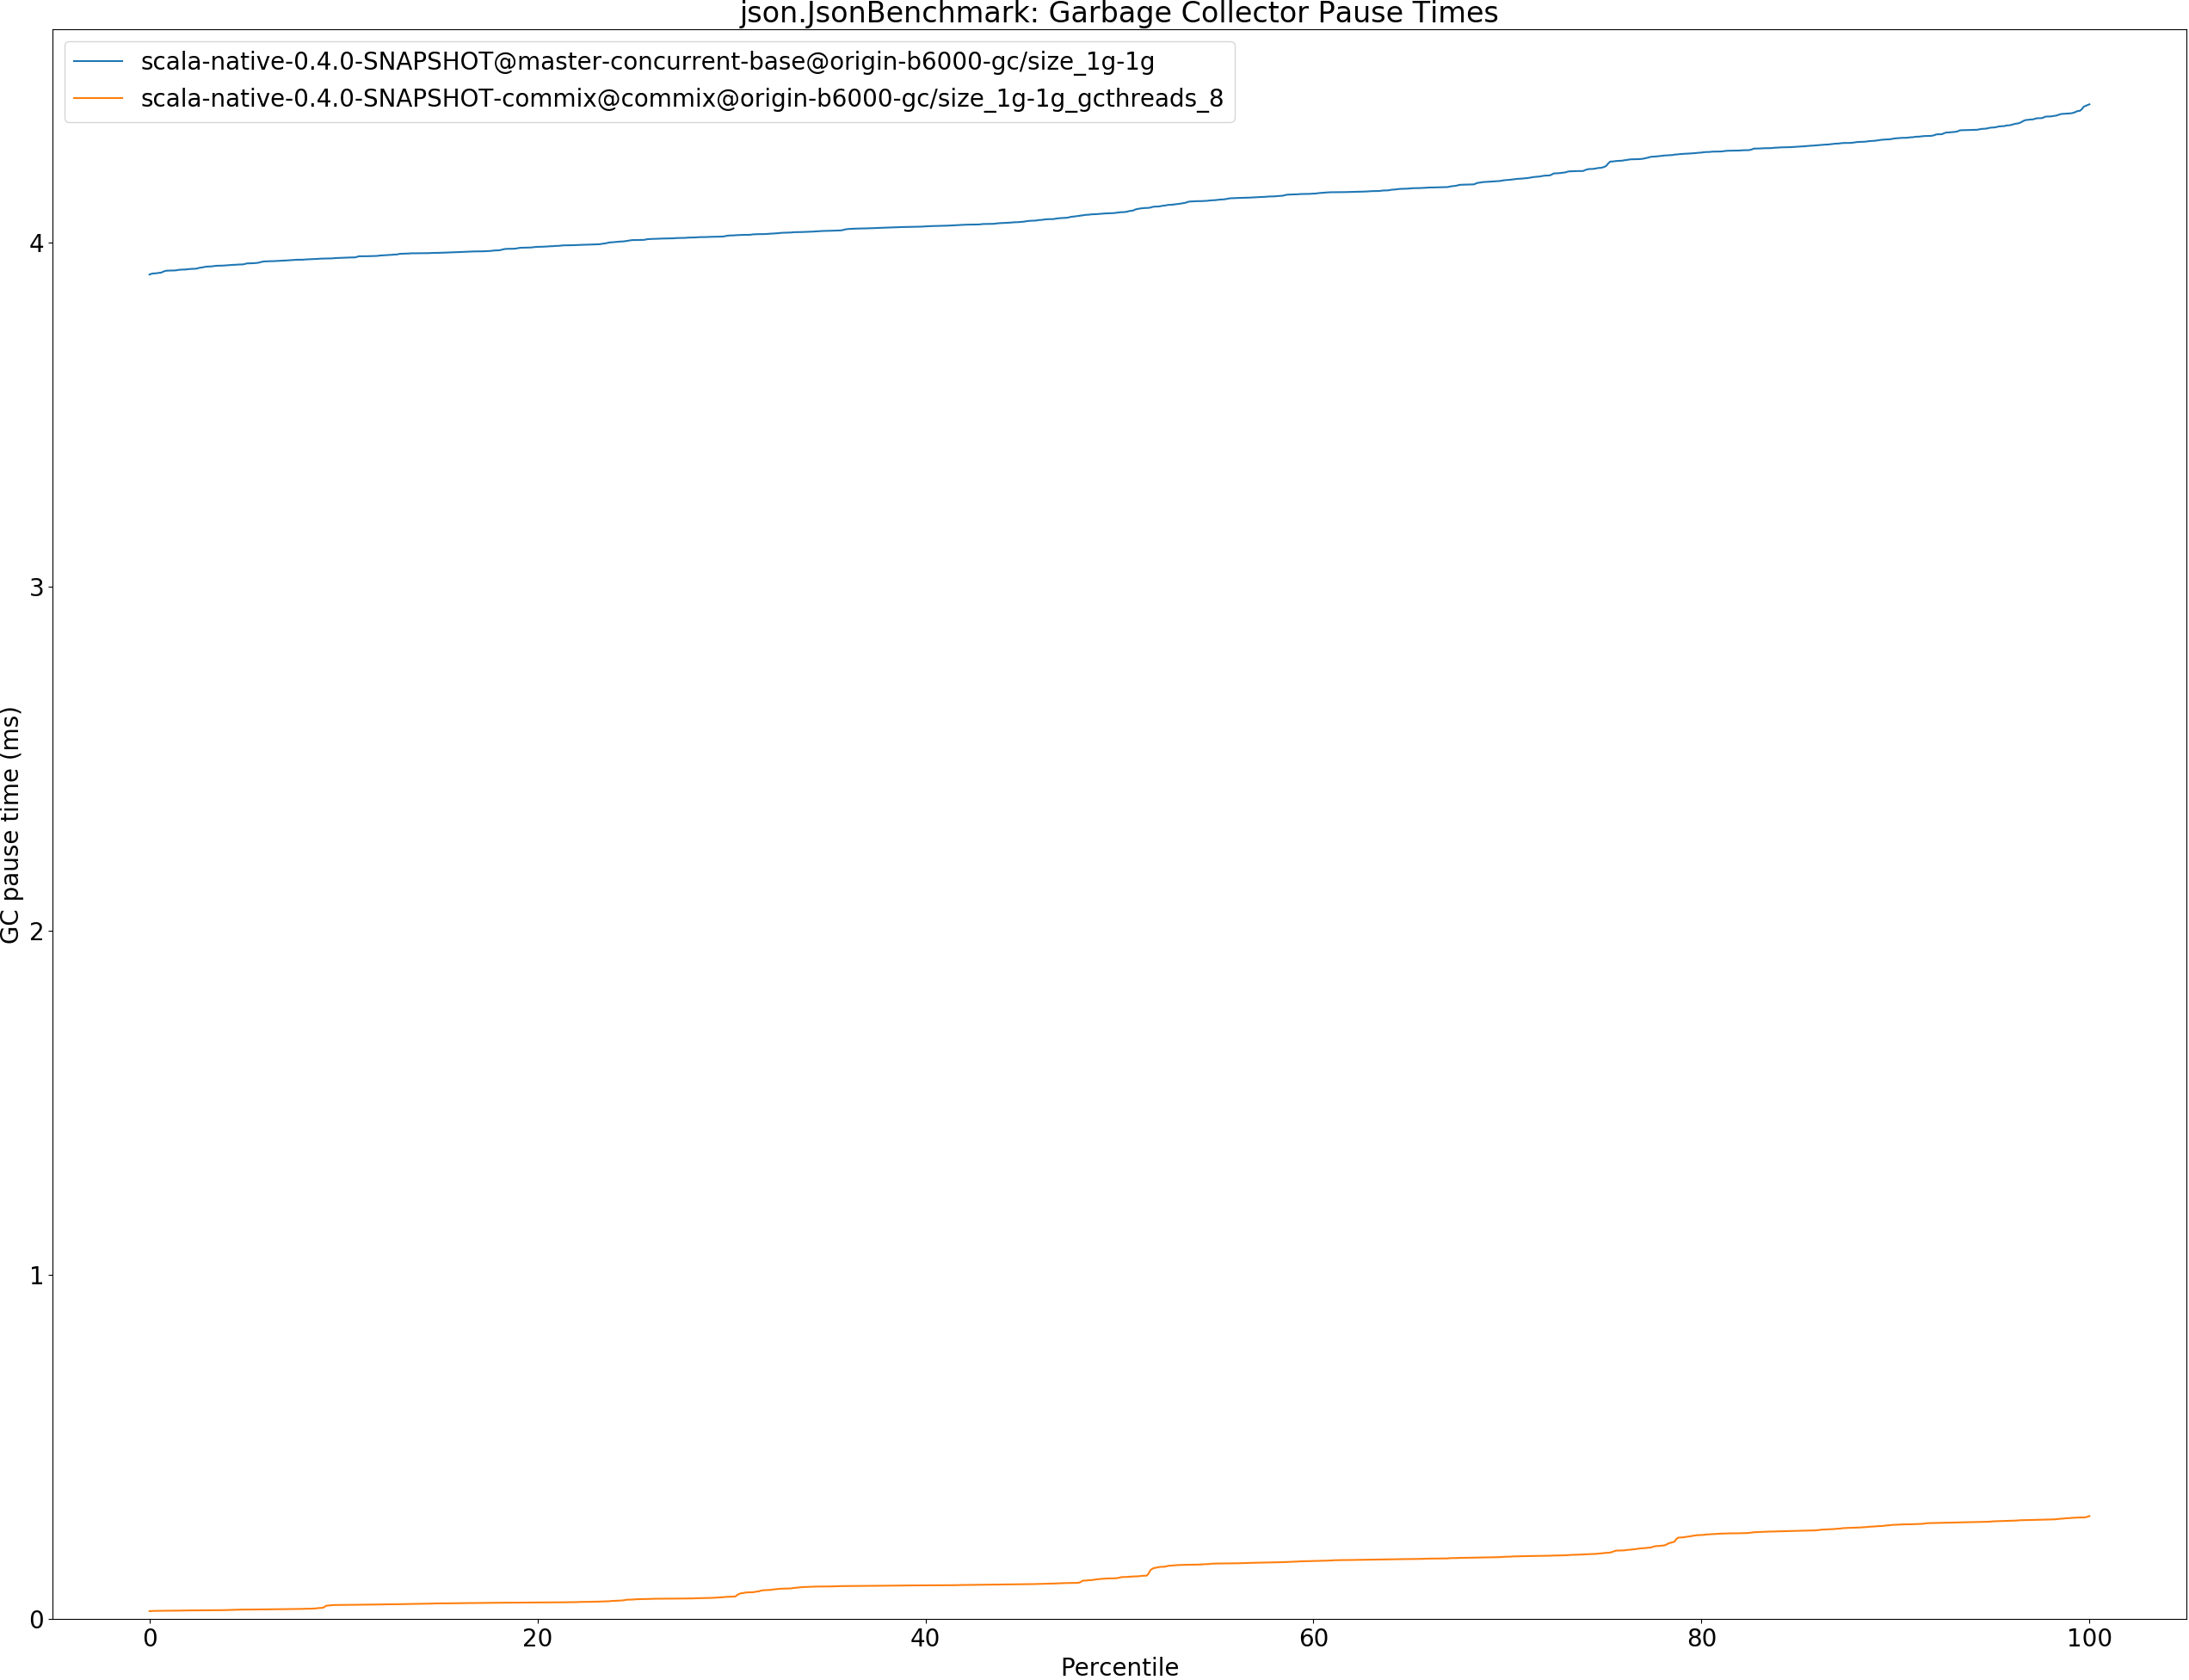 json.JsonBenchmark: Garbage Collector Pause Times
scala-native-0.4.0-SNAPSHOT@master-concurrent-base@origin-b6000-gc/size_1g-1g
scala-native-0.4.0-SNAPSHOT-commix@commix@origin-b6000-gc/size_1g-1g_gcthreads_8
GC pause time (ms)
4
3
2
1
0
0 20 40 60 80 100
Percentile